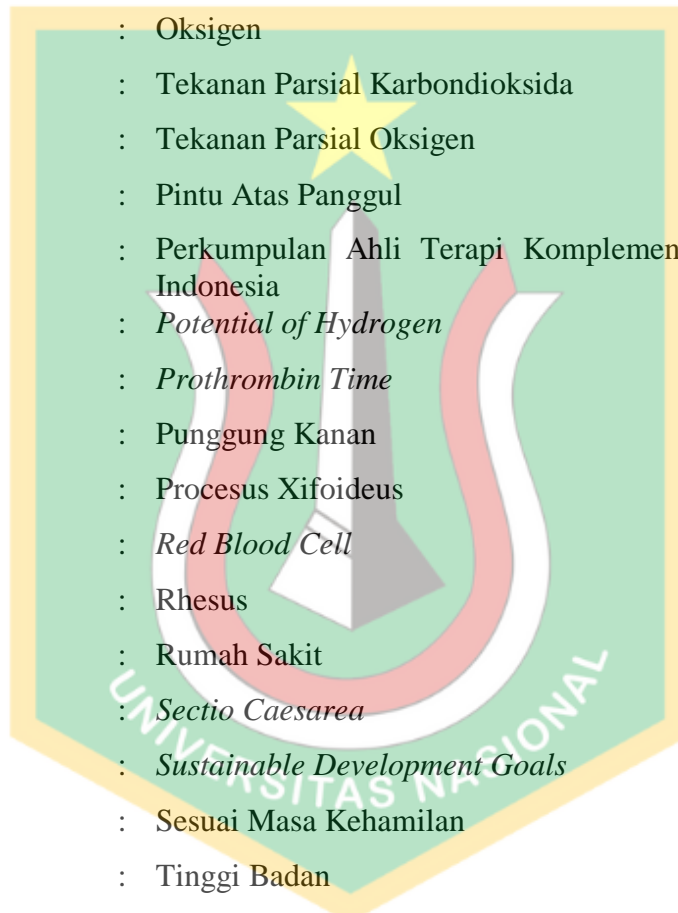 : Oksigen
: Tekanan Parsial Karbondioksida
: Tekanan Parsial Oksigen
: Pintu Atas Panggul
: Perkumpulan Ahli Terapi Komplemen
Indonesia
: Potential of Hydrogen
: Prothrombin Time
: Punggung Kanan
: Procesus Xifoideus
: Red Blood Cell
: Rhesus
: Rumah Sakit
: Sectio Caesarea
: Sustainable Development Goals
: Sesuai Masa Kehamilan
: Tinggi Badan
UNIVERSITAS NASIONAL